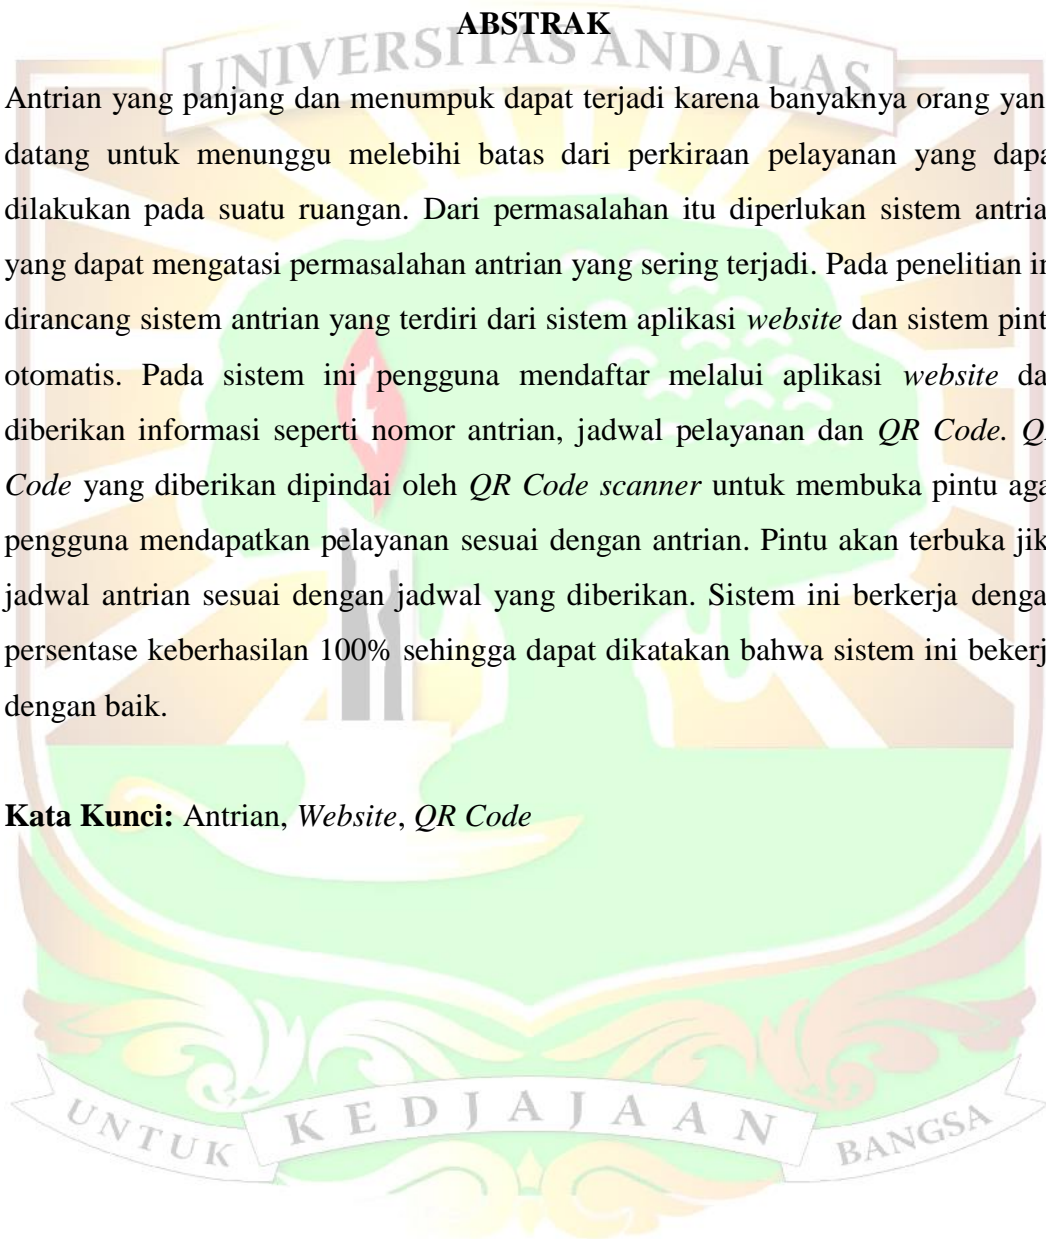 ABSTRAK
UNIVERSITAS ANDALAS
Antrian yang panjang dan menumpuk dapat terjadi karena banyaknya orang yan
datang untuk menunggu melebihi batas dari perkiraan pelayanan yang dapa
dilakukan pada suatu ruangan. Dari permasalahan itu diperlukan sistem antria
yang dapat mengatasi permasalahan antrian yang sering terjadi. Pada penelitian in
dirancang sistem antrian yang terdiri dari sistem aplikasi website dan sistem pint
otomatis. Pada sistem ini pengguna mendaftar melalui aplikasi website da
diberikan informasi seperti nomor antrian, jadwal pelayanan dan QR Code. Q
Code yang diberikan dipindai oleh QR Code scanner untuk membuka pintu aga
pengguna mendapatkan pelayanan sesuai dengan antrian. Pintu akan terbuka jik
jadwal antrian sesuai dengan jadwal yang diberikan. Sistem ini berkerja denga
persentase keberhasilan 100% sehingga dapat dikatakan bahwa sistem ini bekerj
dengan baik.
Kata Kunci: Antrian, Website, QR Code
UNTUK KEDJAJAAN BANGSA